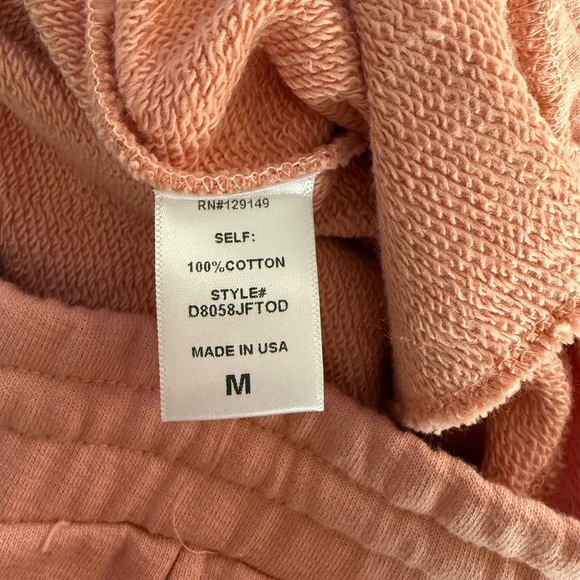 RN#129149
SELF:
100%COTTON
STYLE#
D8058JFTOD
MADE IN USA
M